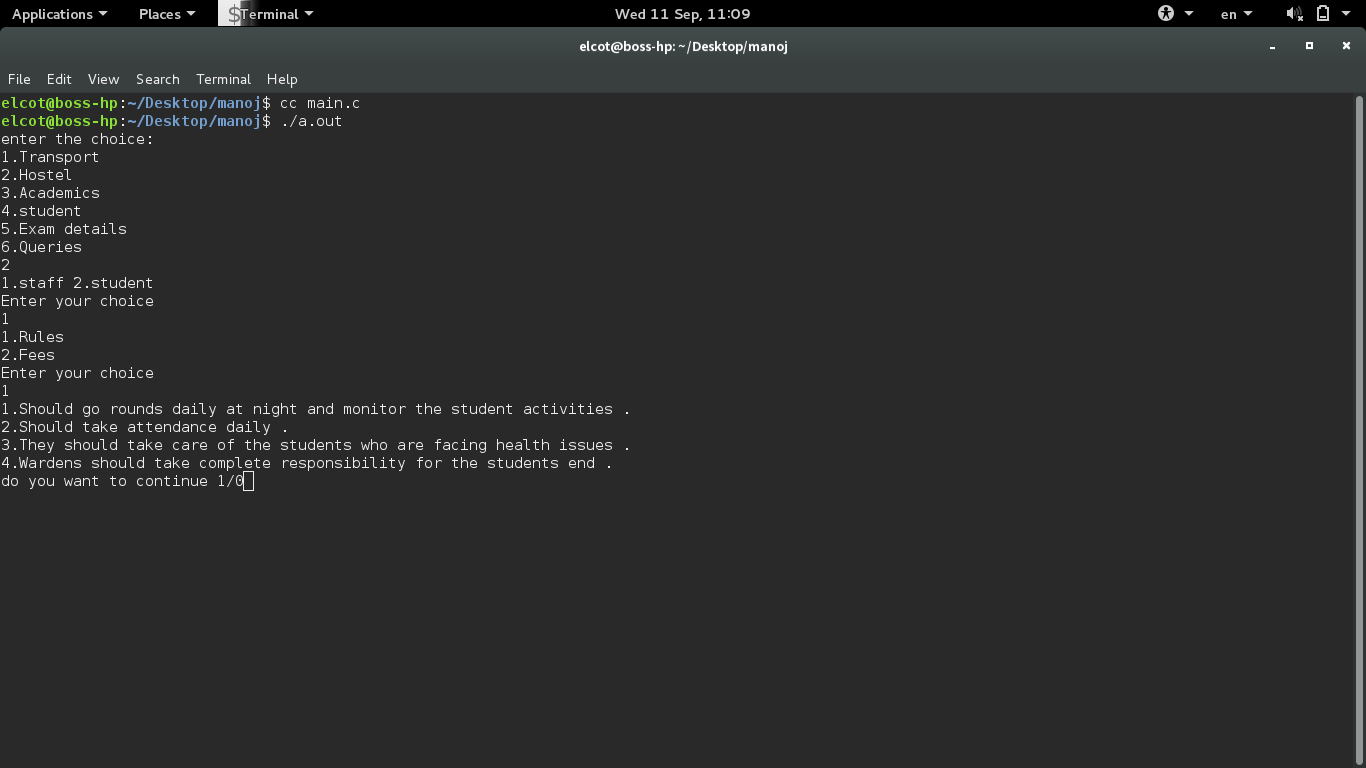 Applications Places $ Terminal Wed 11 Sep, 11:09 en
elcot@boss-hp: ~/Desktop/manoj
File Edit View Search Terminal Help
elcot@boss-hp:~/Desktop/manoj$ cc main.c
elcot@boss-hp:~/Desktop/manoj$ ./a.out
enter the choice:
1.Transport
2.Hostel
3.Academics
4.student
5.Exam details
6.Queries
2
1.staff 2.student
Enter your choice
1
1.Rules
2.Fees
Enter your choice
1
1.Should go rounds daily at night and monitor the student activities .
2.Should take attendance daily .
3.They should take care of the students who are facing health issues .
4.Wardens should take complete responsibility for the students end .
do you want to continue 1/0